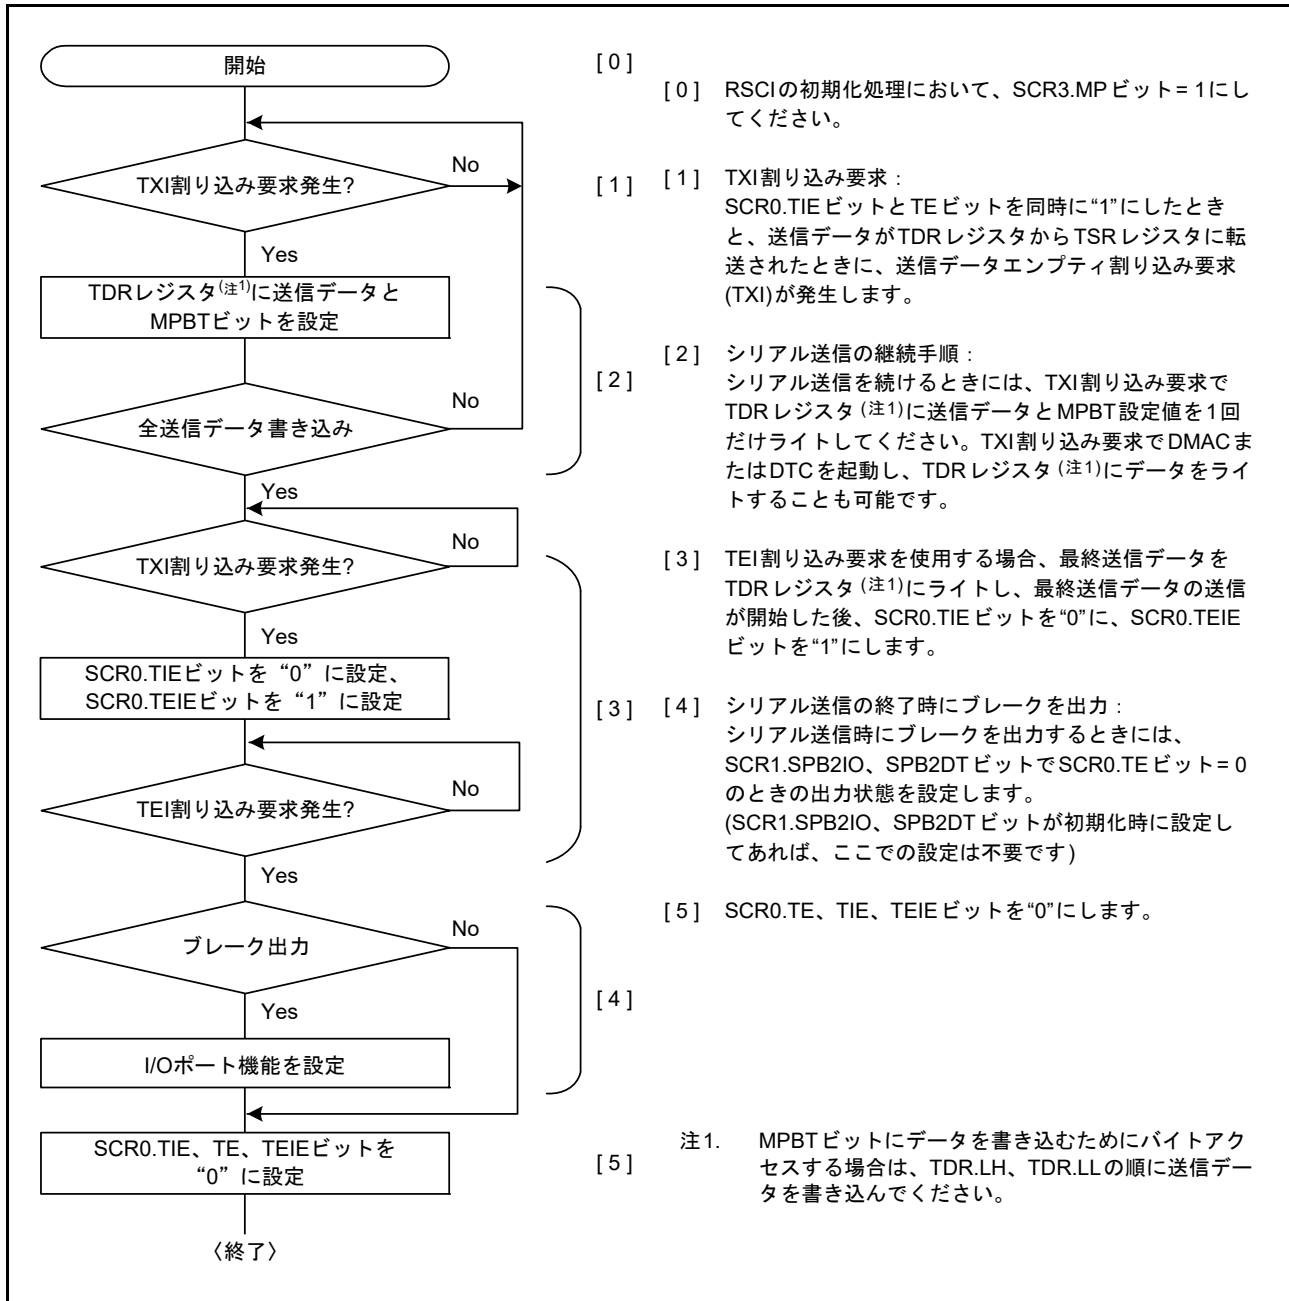 開始
[ 0 ]
TXI割り込み要求発生?
No
[ 1 ]
Yes
TDRレジスタ(注1)に送信データと
MPBTビットを設定
[ 2 ]
全送信データ書き込み
No
Yes
TXI割り込み要求発生?
No
Yes
SCR0.TIEビットを“0”に設定、
SCR0.TEIEビットを“1”に設定
[ 3 ]
TEI割り込み要求発生?
No
Yes
ブレーク出力
No
[ 4 ]
Yes
I/Oポート機能を設定
SCR0.TIE、TE、TEIEビットを
“0”に設定
[ 5 ]
〈終了〉
[ 0 ] RSCIの初期化処理において、SCR3.MPビット= 1にし
てください。
[ 1 ] TXI割り込み要求：
SCR0.TIEビットとTEビットを同時に“1”にしたとき
と、送信データがTDRレジスタからTSRレジスタに転
送されたときに、送信データエンプティ割り込み要求
(TXI)が発生します。
[ 2 ] シリアル送信の継続手順：
シリアル送信を続けるときには、TXI割り込み要求で
TDRレジスタ(注1)に送信データとMPBT設定値を1回
だけライトしてください。TXI割り込み要求でDMACま
たはDTCを起動し、TDRレジスタ(注1)にデータをライ
トすることも可能です。
[ 3 ] TEI割り込み要求を使用する場合、最終送信データを
TDRレジスタ(注1)にライトし、最終送信データの送信
が開始した後、SCR0.TIEビットを“0”に、SCR0.TEIE
ビットを“1”にします。
[ 4 ] シリアル送信の終了時にブレークを出力：
シリアル送信時にブレークを出力するときには、
SCR1.SPB2IO、SPB2DTビットでSCR0.TEビット= 0
のときの出力状態を設定します。
(SCR1.SPB2IO、SPB2DTビットが初期化時に設定し
てあれば、ここでの設定は不要です)
[ 5 ] SCR0.TE、TIE、TEIEビットを“0”にします。
注1. MPBTビットにデータを書き込むためにバイトアク
セスする場合は、TDR.LH、TDR.LLの順に送信デー
タを書き込んでください。